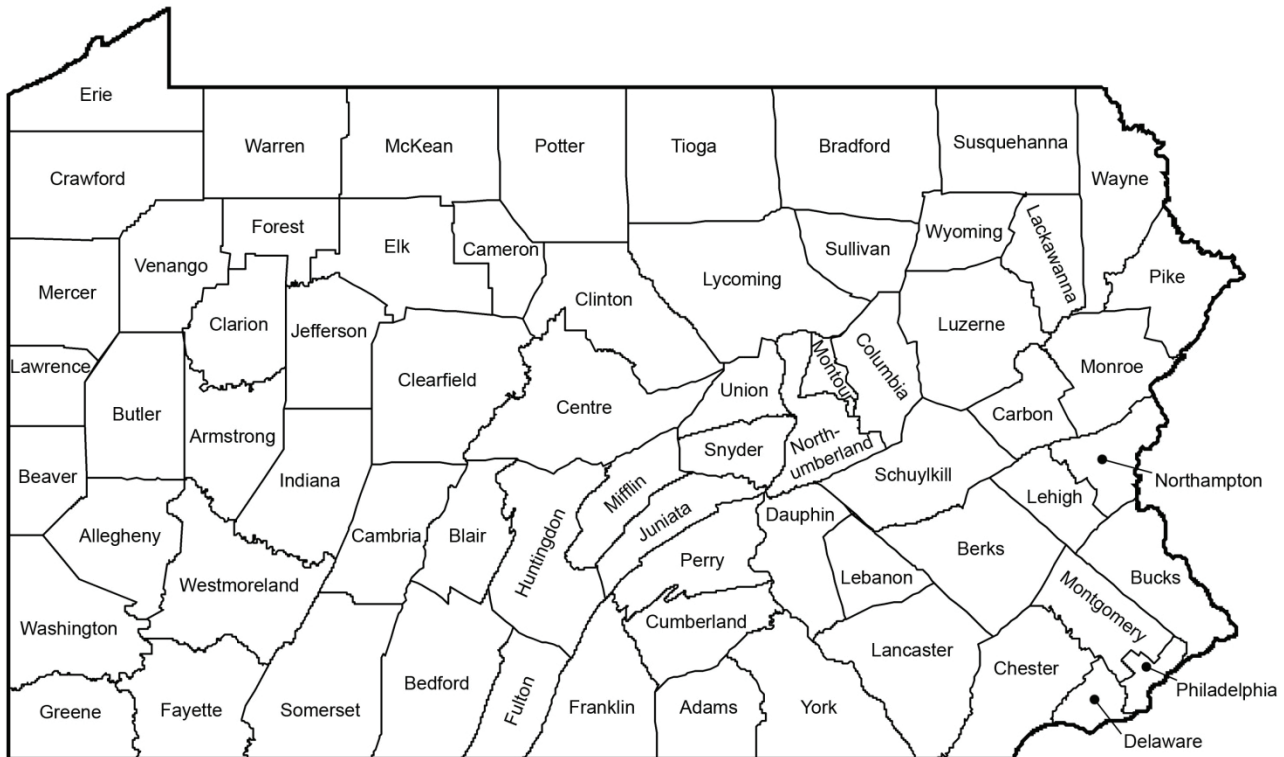 Erie
Warren
McKean
Potter
Tioga
Bradford
Susquehanna
Wayne
Crawford
Forest
Elk
Cameron
Sullivan
Wyoming
Lackawanna
Venango
Mercer
Clarion
Jefferson
Clinton
Lycoming
Columbia
Luzerne
Pike
Lawrence
Butler
Clearfield
Centre
Union
Montour
Monroe
Carbon
Armstrong
Snyder
North-
umberland
Beaver
Indiana
Mifflin
Schuylkill
Lehigh
Northampton
Allegheny
Cambria
Blair
Huntingdon
Juniata
Dauphin
Perry
Berks
Westmoreland
Lebanon
Bucks
Washington
Cumberland
Montgomery
Lancaster
Chester
Greene
Fayette
Somerset
Bedford
Fulton
Franklin
Adams
York
Philadelphia
Delaware